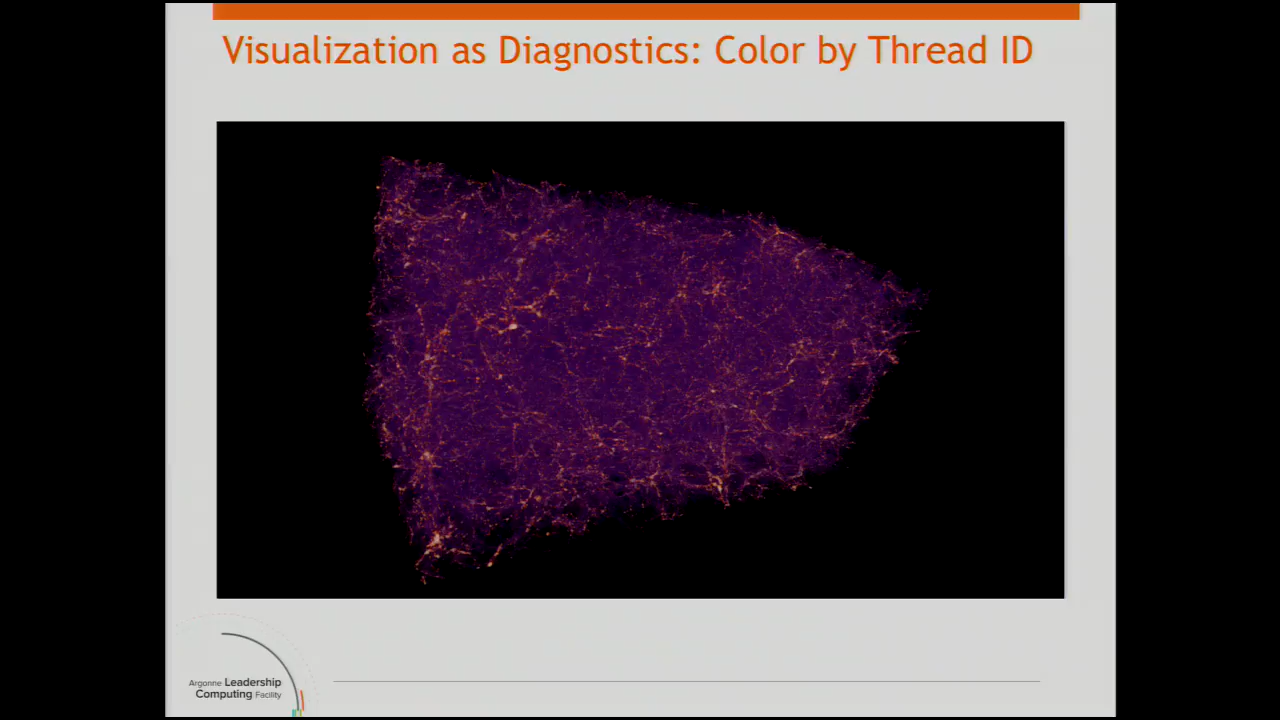 Visualization as Diagnostics: Color by Thread ID
Argonne Leadership
Computing Facility